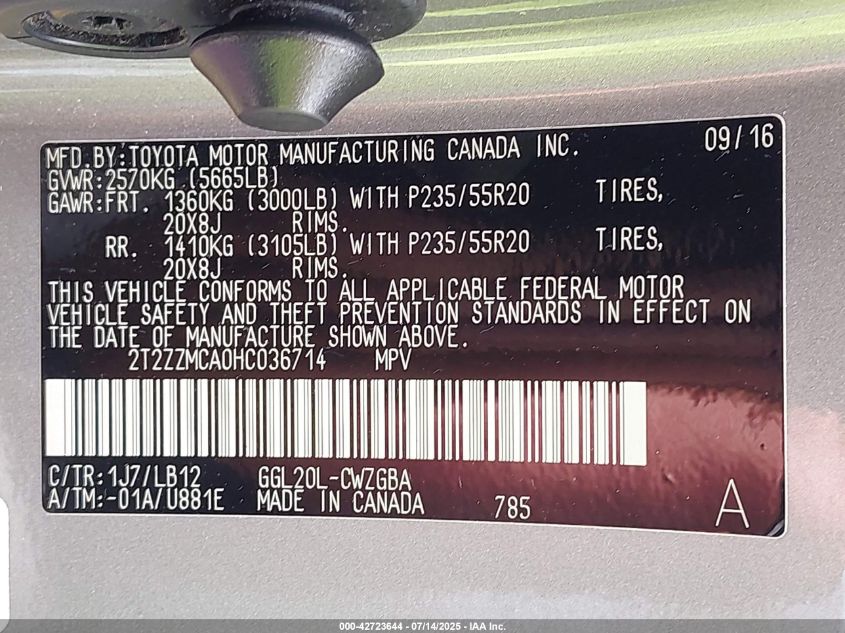 MFD.BY:TOYOTA MOTOR MANUFACTURING CANADA INC. 09/16
GVWR:2570KG (5665LB)
GAWR:FRT. 1360KG (3000LB) WITH P235/55R20 TIRES,
20X8J RIMS.
RR. 1410KG (3105LB) WITH P235/55R20 TIRES,
20X8J RIMS.
THIS VEHICLE CONFORMS TO ALL APPLICABLE FEDERAL MOTOR
VEHICLE SAFETY AND THEFT PREVENTION STANDARDS IN EFFECT ON
THE DATE OF MANUFACTURE SHOWN ABOVE.
2T2ZZMCA0HC036714 MPV
C/TR:1J7/LB12 GGL20L-CWZGBA
A/TM:-01A/U881E MADE IN CANADA 785 A
000-42723644 - 07/14/2025 - IAA Inc.